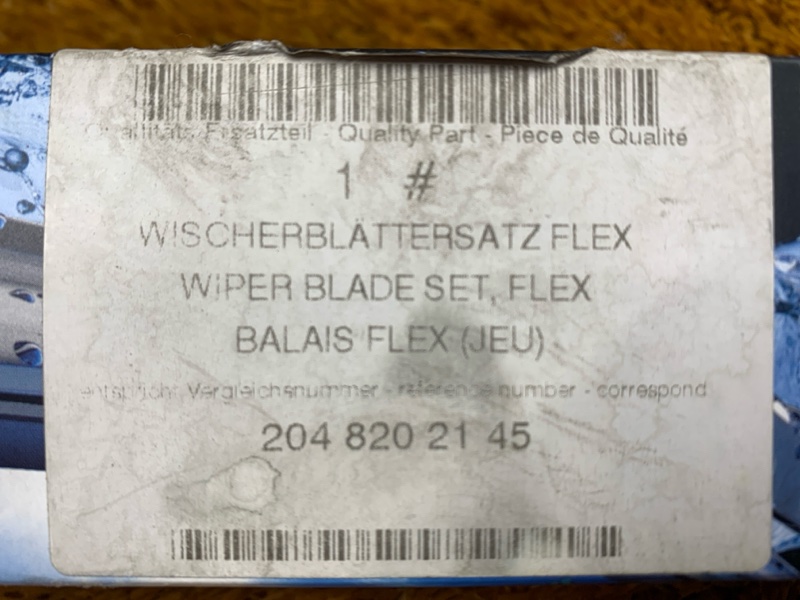 Qualitäts Ersatzteil - Quality Part - Piece de Qualité
1 #
WISCHERBLÄTTERSATZ FLEX
WIPER BLADE SET, FLEX
BALAIS FLEX (JEU)
entspricht Vergleichsnummer - reference number - correspond
204 820 21 45